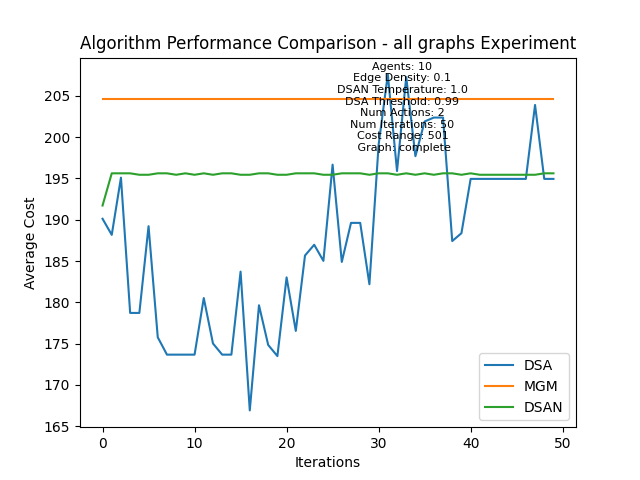 Algorithm Performance Comparison - all graphs Experiment
Agents: 10
Edge Density: 0.1
DSAN Temperature: 1.0
DSA Threshold: 0.99
Num Actions: 2
Num Iterations: 50
Cost Range: 501
Graph: complete
Average Cost
205
200
195
190
185
180
175
170
165
0
10
20
30
40
50
Iterations
DSA
MGM
DSAN